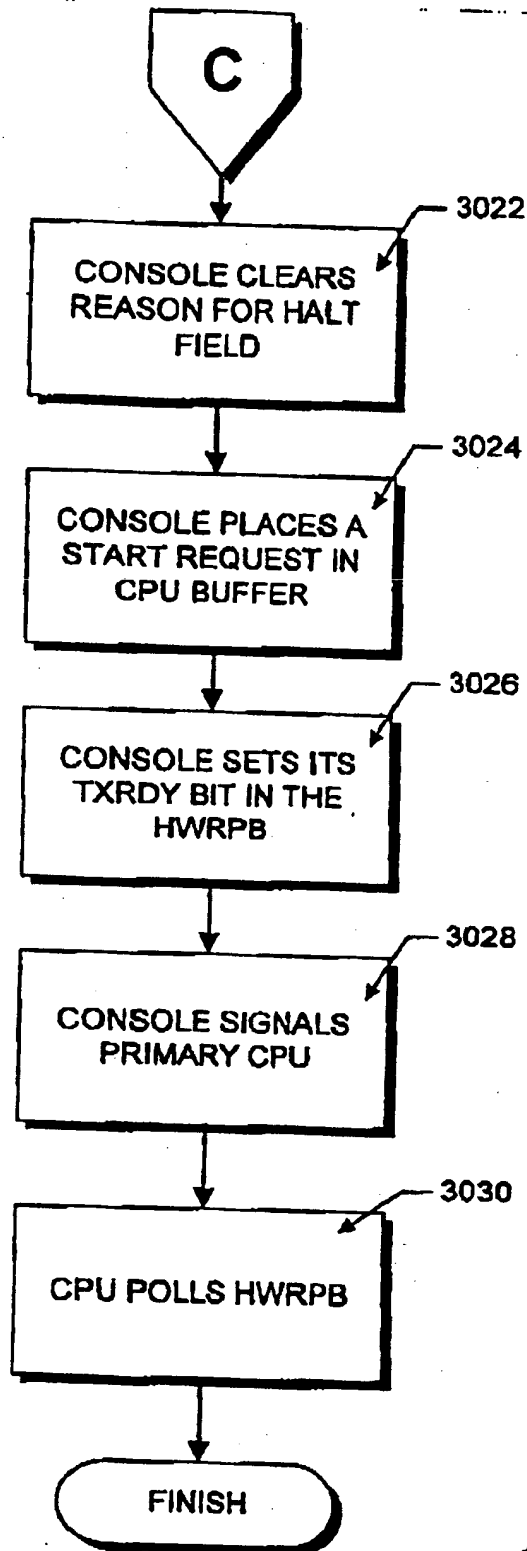 C
3022
CONSOLE CLEARS
REASON FOR HALT
FIELD
3024
CONSOLE PLACES A
START REQUEST IN
CPU BUFFER
3026
CONSOLE SETS ITS
TXRDY BIT IN THE
HWRPB
3028
CONSOLE SIGNALS
PRIMARY CPU
3030
CPU POLLS HWRPB
FINISH